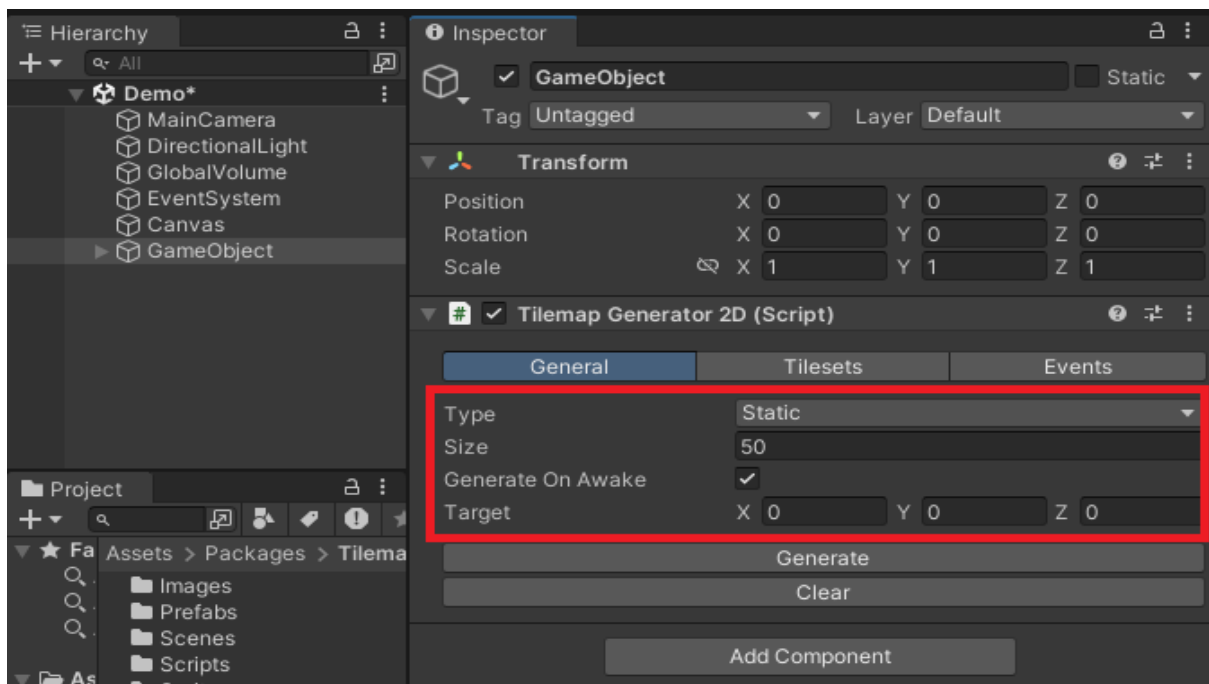 Hierarchy
All
Demo*
MainCamera
DirectionalLight
GlobalVolume
EventSystem
Canvas
GameObject
Project
Fa
Assets > Packages > Tilema
Images
Prefabs
Scenes
Scripts
As
Inspector
GameObject Static
Tag Untagged Layer Default
Transform
Position X 0 Y 0 Z 0
Rotation X 0 Y 0 Z 0
Scale X 1 Y 1 Z 1
# Tilemap Generator 2D (Script)
General Tilesets Events
Type Static
Size 50
Generate On Awake
Target X 0 Y 0 Z 0
Generate
Clear
Add Component